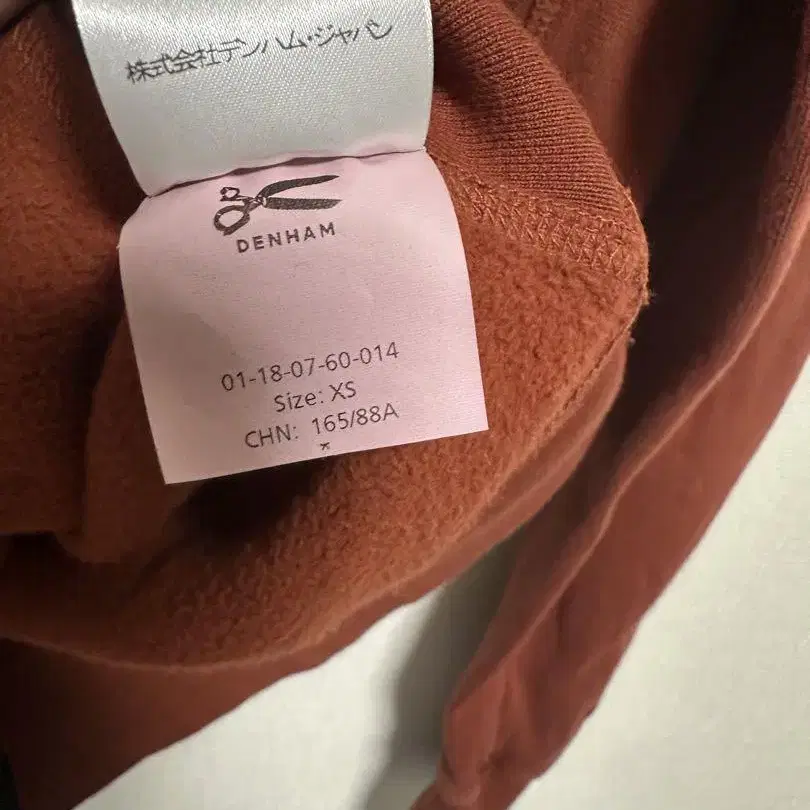 株式会社デンハム・ジャパン
DENHAM
01-18-07-60-014
Size: XS
CHN: 165/88A